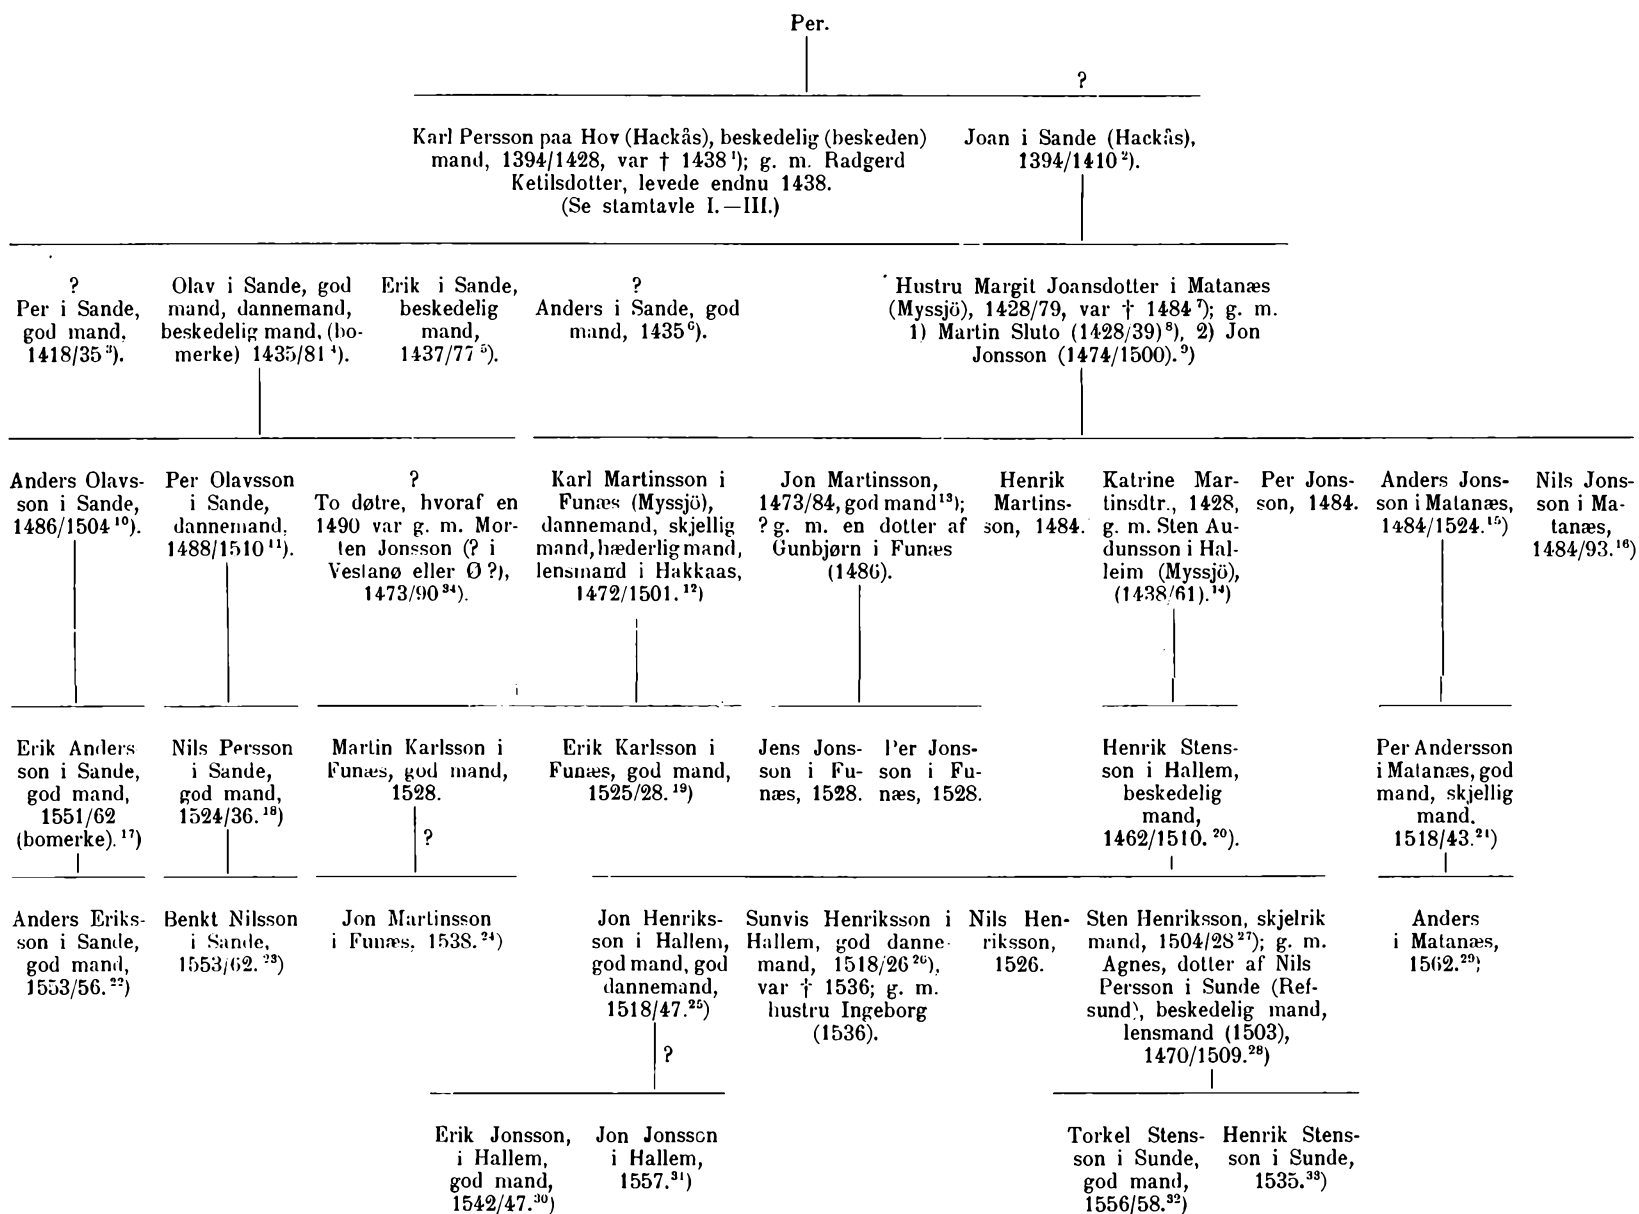 Per.
?
Karl Persson paa Hov (Hackås), beskedelig (beskeden)
mand, 1394/1428, var † 1438¹); g. m. Radgerd
Ketilsdotter, levede endnu 1438.
(Se stamtavle I.—III.)
Joan i Sande (Hackås),
1394/1410²).
?
Per i Sande,
god mand,
1418/35³).
Olav i Sande, god
mand, dannemand,
beskedelig mand, (bo-
merke) 1435/81⁴).
Erik i Sande,
beskedelig
mand,
1437/77⁵).
?
Anders i Sande, god
mand, 1435⁶).
Hustru Margit Joansdotter i Matanæs
(Myssjö), 1428/79, var † 1484⁷); g. m.
1) Martin Sluto (1428/39)⁸), 2) Jon
Jonsson (1474/1500).⁹)
Anders Olavs-
son i Sande,
1486/1504¹⁰).
Per Olavsson
i Sande,
dannemand,
1488/1510¹¹).
?
To døtre, hvoraf en
1490 var g. m. Mor-
ten Jonsson (? i
Vestanø eller Ø?),
1473/90³⁴).
Karl Martinsson i
Funæs (Myssjö),
dannemand, skjellig
mand, hæderlig mand,
lensmand i Hakkaas,
1472/1501.¹²)
Jon Martinsson,
1473/84, god mand¹³);
? g. m. en dotter af
Gunbjørn i Funæs
(1486).
Henrik
Martins-
son, 1484.
Katrine Mar-
tinsdtr., 1428,
g. m. Sten Au-
dunsson i Hal-
leim (Myssjö),
(1438/61).¹⁴)
Per Jons-
son, 1484.
Anders Jons-
son i Matanæs,
1484/1524.¹⁵)
Nils Jons-
son i Ma-
tanæs,
1484/93.¹⁶)
Erik Anders
son i Sande,
god mand,
1551/62
(bomerke).¹⁷)
Nils Persson
i Sande,
god mand,
1524/36.¹⁸)
Martin Karlsson i
Funæs, god mand,
1528.
?
Erik Karlsson i
Funæs, god mand,
1525/28.¹⁹)
Jens Jons-
son i Fu-
næs, 1528.
Per Jons-
son i Fu-
næs, 1528.
Henrik Stens-
son i Hallem,
beskedelig
mand,
1462/1510.²⁰).
Per Andersson
i Matanæs, god
mand, skjellig
mand.
1518/43.²¹)
Anders Eriks-
son i Sande,
god mand,
1553/56.²²)
Benkt Nilsson
i Sande,
1553/62.²³)
Jon Martinsson
i Funæs, 1538.²⁴)
Jon Henriks-
son i Hallem,
god mand, god
dannemand,
1518/47.²⁵)
?
Sunvis Henriksson i
Hallem, god danne-
mand, 1518/26²⁶),
var † 1536; g. m.
hustru Ingeborg
(1536).
Nils Hen-
riksson,
1526.
Sten Henriksson, skjelrik
mand, 1504/28²⁷); g. m.
Agnes, dotter af Nils
Persson i Sunde (Ref-
sund), beskedelig mand,
lensmand (1503),
1470/1509.²⁸)
Anders
i Matanæs,
1562.²⁹)
Erik Jonsson,
i Hallem,
god mand,
1542/47.³⁰)
Jon Jonsson
i Hallem,
1557.³¹)
Torkel Stens-
son i Sunde,
god mand,
1556/58.³²)
Henrik Stens-
son i Sunde,
1535.³³)